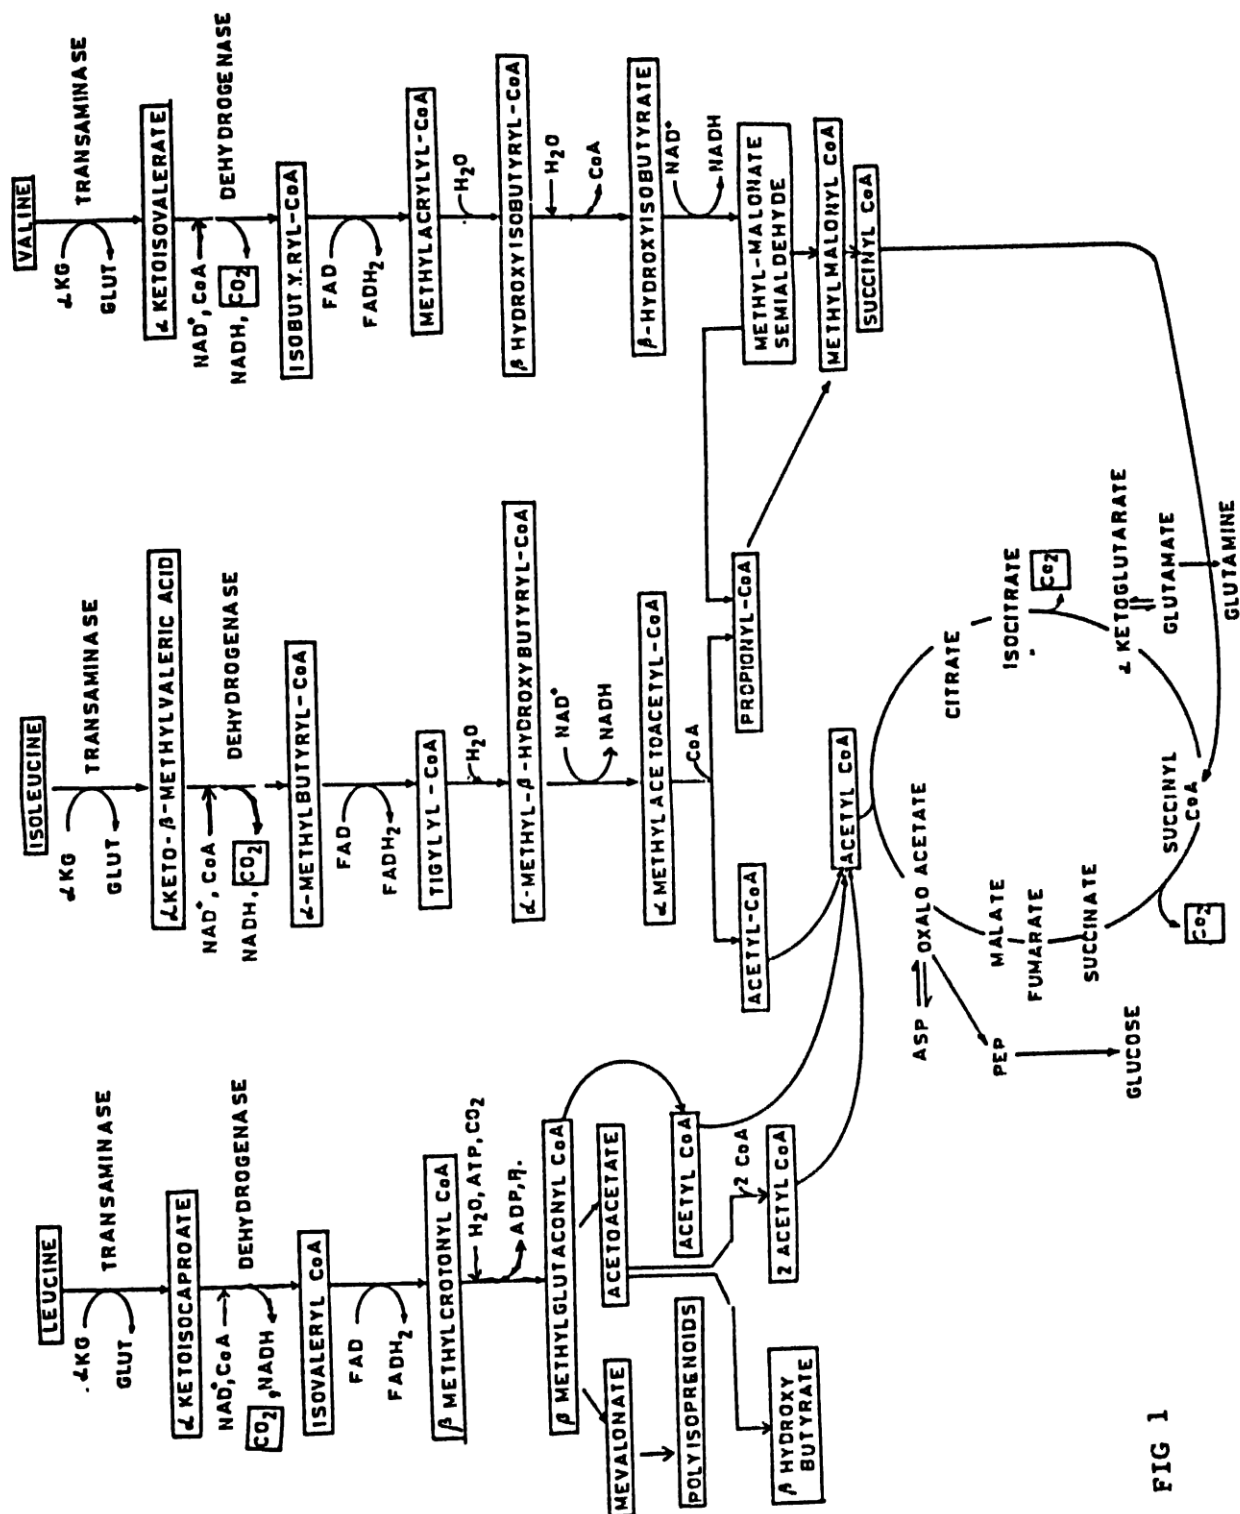 LEUCINE
αKG
TRANSAMINASE
GLUT
α KETOISOCAPROATE
NAD⁺, CoA
DEHYDROGENASE
CO₂, NADH
ISOVALERYL CoA
FAD
FADH₂
β METHYLCROTONYL CoA
H₂O, ATP, CO₂
ADP, Pi.
β METHYLGLUTACONYL CoA
MEVALONATE
ACETOACETATE
POLYISOPRENOIDS
ACETYL CoA
2 CoA
β HYDROXY
BUTYRATE
2 ACETYL CoA
ISOLEUCINE
αKG
TRANSAMINASE
GLUT
αKETO-β-METHYLVALERIC ACID
NAD⁺, CoA
DEHYDROGENASE
NADH, CO₂
α-METHYLBUTYRYL-CoA
FAD
FADH₂
TIGYLYL-CoA
H₂O
α-METHYL-β-HYDROXYBUTYRYL-CoA
NAD⁺
NADH
α METHYLACETOACETYL-CoA
CoA
ACETYL-CoA
PROPIONYL-CoA
VALINE
αKG
TRANSAMINASE
GLUT
α KETOISOVALERATE
NAD⁺, CoA
DEHYDROGENASE
NADH, CO₂
ISOBUTY.RYL-CoA
FAD
FADH₂
METHYLACRYLYL-CoA
H₂O
β HYDROXYISOBUTYRYL-CoA
H₂O
CoA
β-HYDROXYISOBUTYRATE
NAD⁺
NADH
METHYL-MALONATE
SEMIALDEHYDE
METHYLMALONYL CoA
SUCCINYL CoA
ACETYL CoA
ASP
OXALO ACETATE
CITRATE
PEP
MALATE
ISOCITRATE
FUMARATE
CO₂
GLUCOSE
SUCCINATE
α KETOGLUTARATE
GLUTAMATE
SUCCINYL
CoA
GLUTAMINE
CO₂
FIG 1